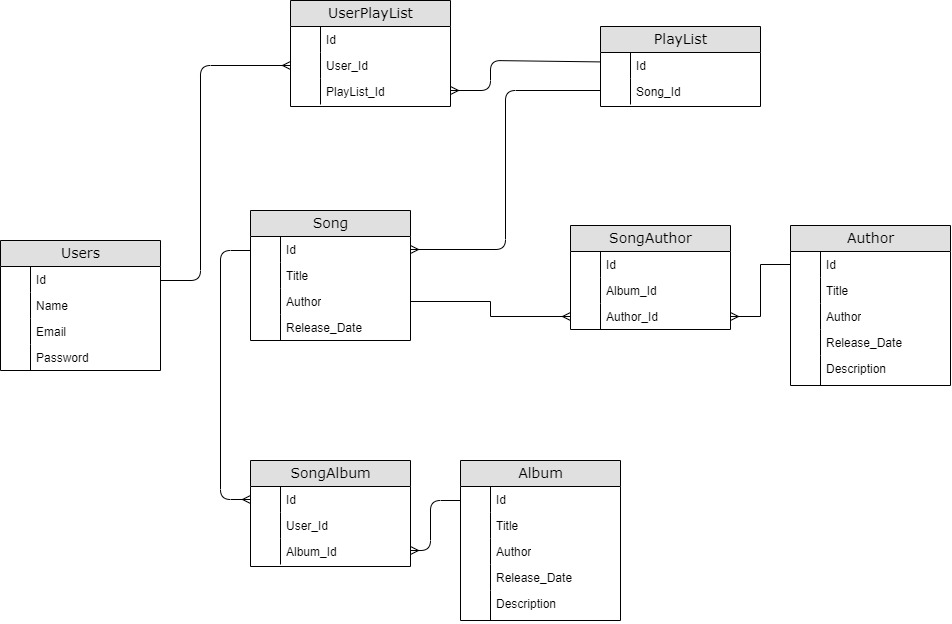 UserPlayList
Id
User_Id
PlayList_Id
PlayList
Id
Song_Id
Song
Id
Title
Author
Release_Date
SongAuthor
Id
Album_Id
Author_Id
Author
Id
Title
Author
Release_Date
Description
Users
Id
Name
Email
Password
SongAlbum
Id
User_Id
Album_Id
Album
Id
Title
Author
Release_Date
Description